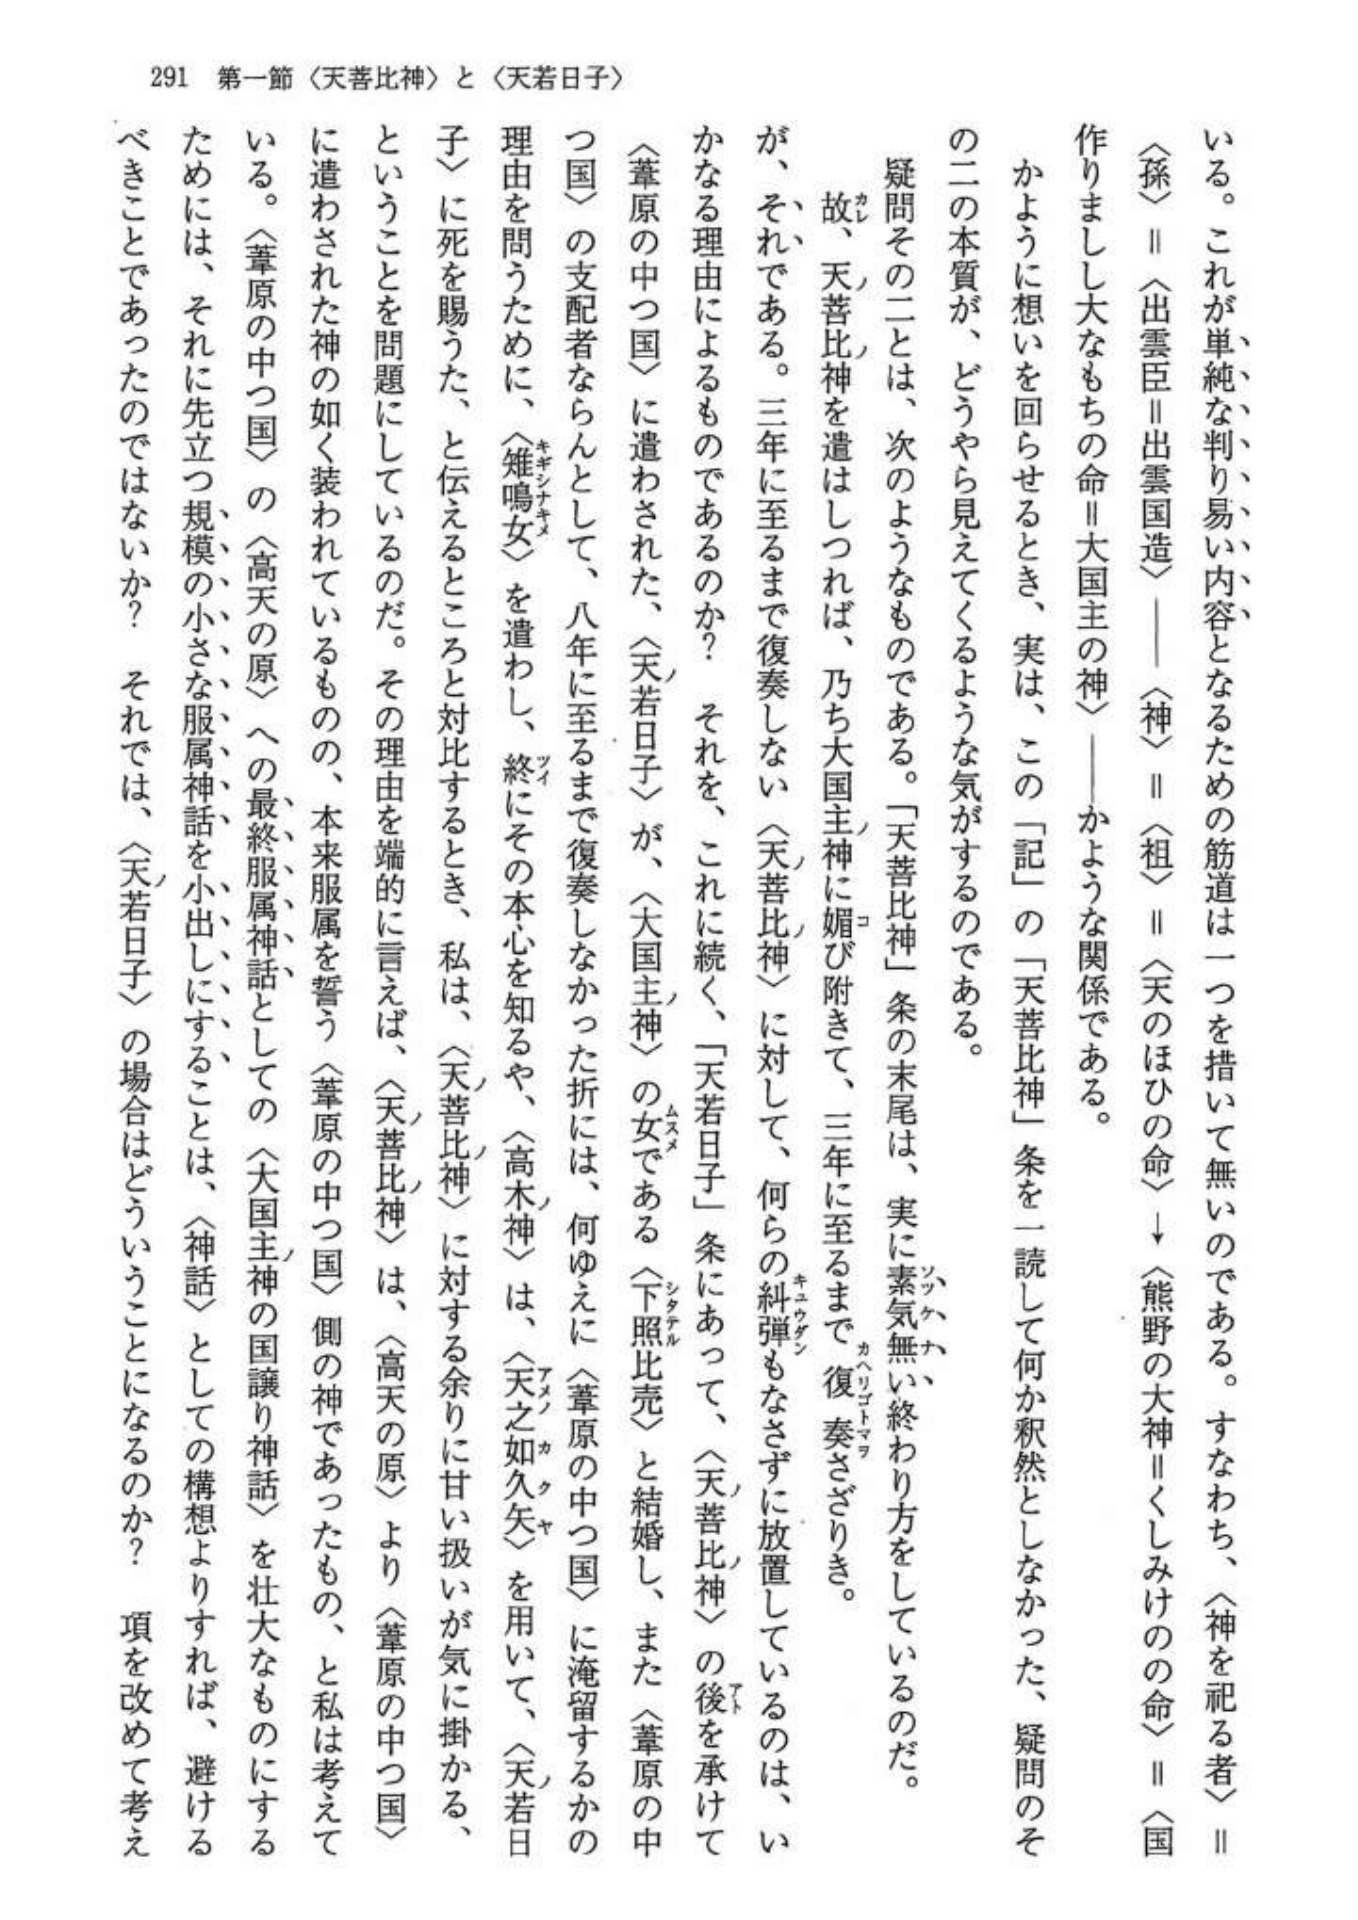 291　第一節〈天菩比神〉と〈天若日子〉
いる。これが単純な判り易い内容となるための筋道は一つを措いて無いのである。すなわち、〈神を祀る者〉＝
〈孫〉＝〈出雲臣＝出雲国造〉――〈神〉＝〈祖〉＝〈天のほひの命〉→〈熊野の大神＝くしみけのの命〉＝〈国
作りましし大なもちの命＝大国主の神〉――かような関係である。
かように想いを回らせるとき、実は、この「記」の「天菩比神」条を一読して何か釈然としなかった、疑問のそ
の二の本質が、どうやら見えてくるような気がするのである。
疑問その二とは、次のようなものである。「天菩比神」条の末尾は、実に素気無い終わり方をしているのだ。
故、天ノ菩比ノ神を遣はしつれば、乃ち大国主ノ神に媚び附きて、三年に至るまで復奏さざりき。
が、それである。三年に至るまで復奏しない〈天ノ菩比ノ神〉に対して、何らの糾弾もなさずに放置しているのは、い
かなる理由によるものであるのか？　それを、これに続く、「天若日子」条にあって、〈天ノ菩比ノ神〉の後を承けて
〈葦原の中つ国〉に遣わされた、〈天ノ若日子〉が、〈大国主ノ神〉の女である〈下照比売〉と結婚し、また〈葦原の中
つ国〉の支配者ならんとして、八年に至るまで復奏しなかった折には、何ゆえに〈葦原の中つ国〉に淹留するかの
理由を問うために、〈雉鳴女〉を遣わし、終にその本心を知るや、〈高木ノ神〉は、〈天之如久矢〉を用いて、〈天ノ若日
子〉に死を賜うた、と伝えるところと対比するとき、私は、〈天ノ菩比ノ神〉に対する余りに甘い扱いが気に掛かる、
ということを問題にしているのだ。その理由を端的に言えば、〈天ノ菩比ノ神〉は、〈高天の原〉より〈葦原の中つ国〉
に遣わされた神の如く装われているものの、本来服属を誓う〈葦原の中つ国〉側の神であったもの、と私は考えて
いる。〈葦原の中つ国〉の〈高天の原〉への最終服属神話としての〈大国主ノ神の国譲り神話〉を壮大なものにする
ためには、それに先立つ規模の小さな服属神話を小出しにすることは、〈神話〉としての構想よりすれば、避ける
べきことであったのではないか？　それでは、〈天ノ若日子〉の場合はどういうことになるのか？　項を改めて考え